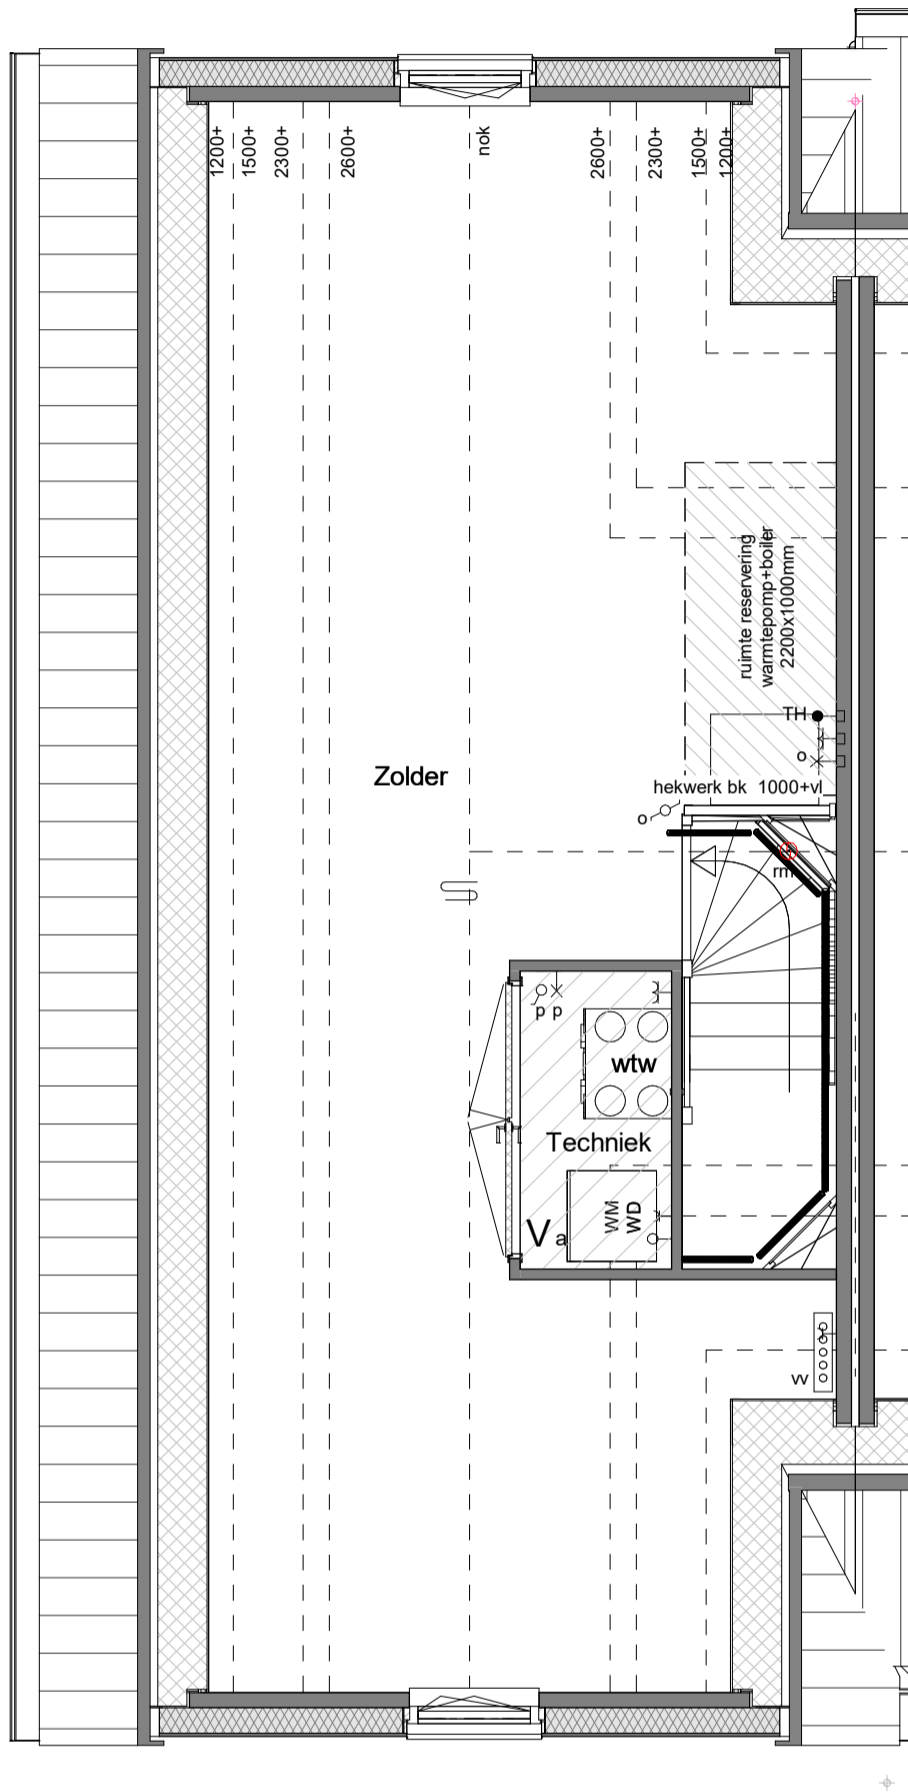 1200+
1500+
2300+
2600+
nok
2600+
2300+
1500+
1200+
ruimte reservering
warmtepomp+boiler
2200x1000mm
TH
o
Zolder
hekwerk bk 1000+vl
o
rm
p p
wtw
Techniek
WM
WD
V a
vv